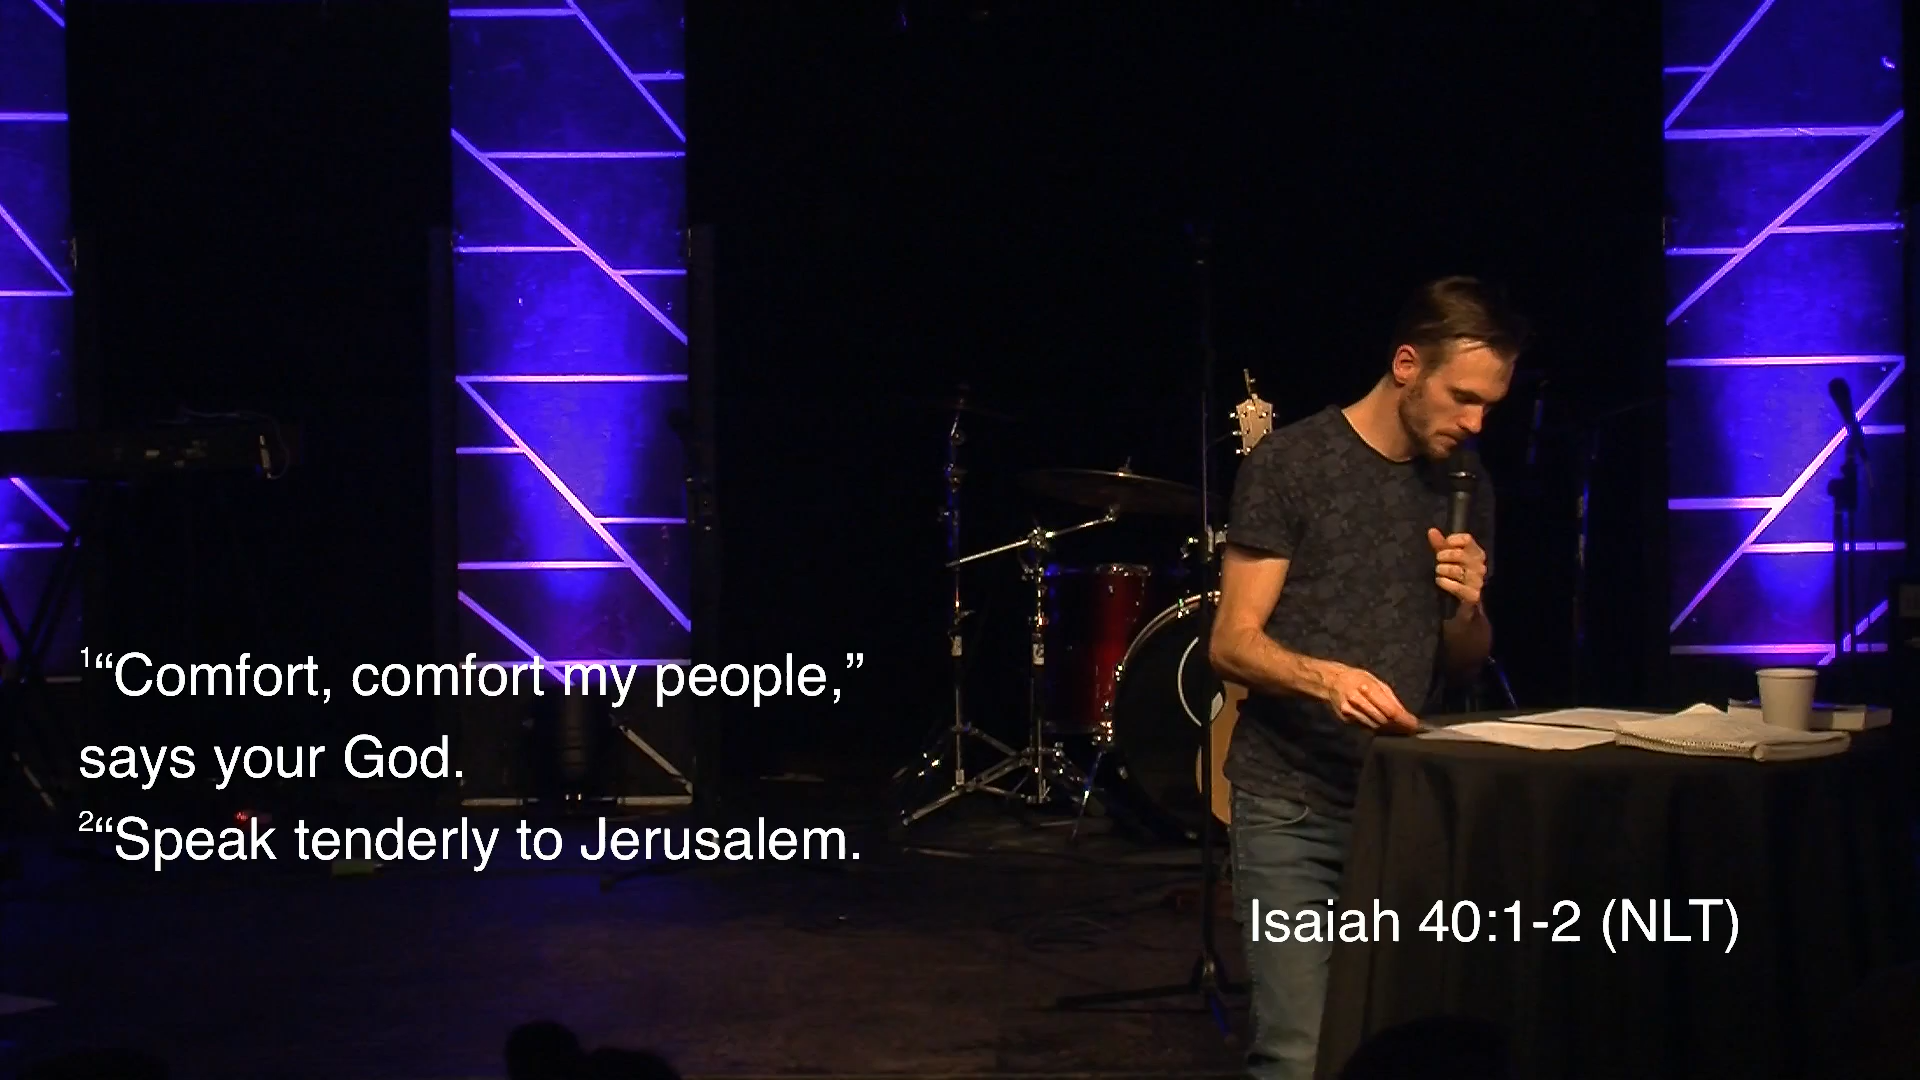 ¹“Comfort, comfort my people,”
says your God.
²“Speak tenderly to Jerusalem.
Isaiah 40:1-2 (NLT)